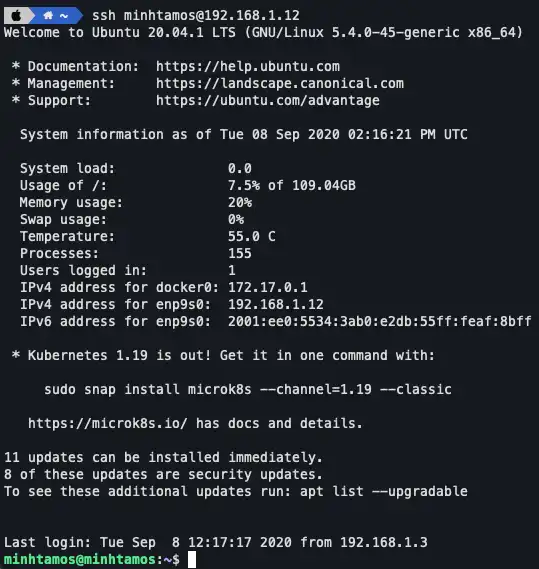 ~ ssh minhtamos@192.168.1.12
Welcome to Ubuntu 20.04.1 LTS (GNU/Linux 5.4.0-45-generic x86_64)
* Documentation: https://help.ubuntu.com
* Management: https://landscape.canonical.com
* Support: https://ubuntu.com/advantage
System information as of Tue 08 Sep 2020 02:16:21 PM UTC
System load: 0.0
Usage of /: 7.5% of 109.04GB
Memory usage: 20%
Swap usage: 0%
Temperature: 55.0 C
Processes: 155
Users logged in: 1
IPv4 address for docker0: 172.17.0.1
IPv4 address for enp9s0: 192.168.1.12
IPv6 address for enp9s0: 2001:ee0:5534:3ab0:e2db:55ff:feaf:8bff
* Kubernetes 1.19 is out! Get it in one command with:
sudo snap install microk8s --channel=1.19 --classic
https://microk8s.io/ has docs and details.
11 updates can be installed immediately.
8 of these updates are security updates.
To see these additional updates run: apt list --upgradable
Last login: Tue Sep  8 12:17:17 2020 from 192.168.1.3
minhtamos@minhtamos:~$